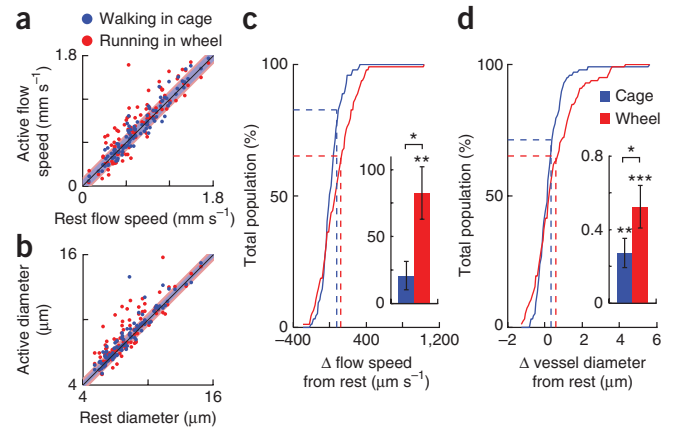 a
Walking in cage
Running in wheel
Active flow
speed (mm s⁻¹)
1.8
0
0
1.8
Rest flow speed (mm s⁻¹)
b
Active diameter
(μm)
16
4
4
16
Rest diameter (μm)
c
Total population (%)
100
50
0
−400
400
1,200
Δ flow speed
from rest (μm s⁻¹)
*
**
100
75
50
25
0
d
Total population (%)
100
50
0
−2
0
2
4
6
Δ vessel diameter
from rest (μm)
Cage
Wheel
*
**
***
0.8
0.4
0